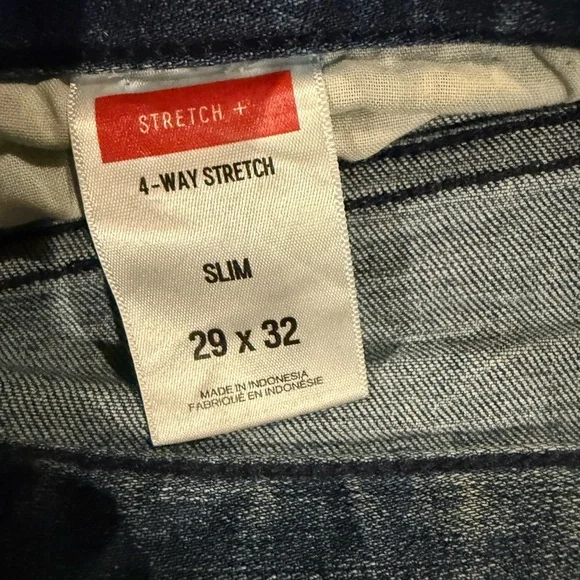 STRETCH +
4-WAY STRETCH
SLIM
29 x 32
MADE IN INDONESIA
FABRIQUÉ EN INDONÉSIE